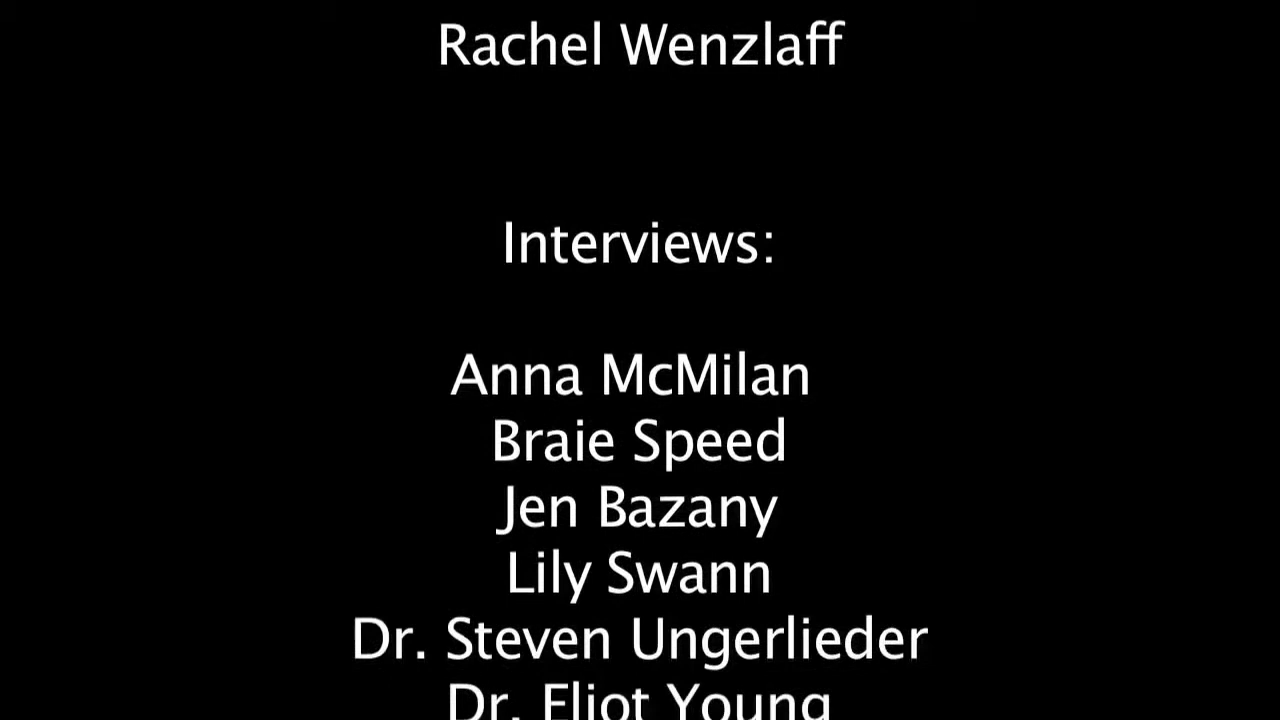 Rachel Wenzlaff
Interviews:
Anna McMilan
Braie Speed
Jen Bazany
Lily Swann
Dr. Steven Ungerlieder
Dr. Eliot Young